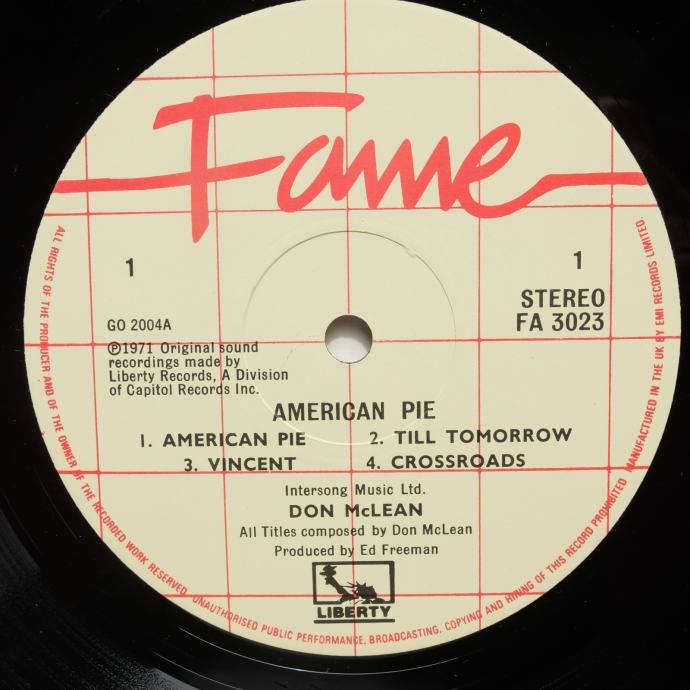 Fame
1
1
STEREO
FA 3023
GO 2004A
℗1971 Original sound
recordings made by
Liberty Records, A Division
of Capitol Records Inc.
AMERICAN PIE
1. AMERICAN PIE 2. TILL TOMORROW
3. VINCENT 4. CROSSROADS
Intersong Music Ltd.
DON McLEAN
All Titles composed by Don McLean
Produced by Ed Freeman
LIBERTY
ALL RIGHTS OF THE PRODUCER AND OF THE OWNER OF THE RECORDED WORK RESERVED. UNAUTHORISED PUBLIC PERFORMANCE, BROADCASTING, COPYING AND HIRING OF THIS RECORD PROHIBITED. MANUFACTURED IN THE UK BY EMI RECORDS LIMITED.